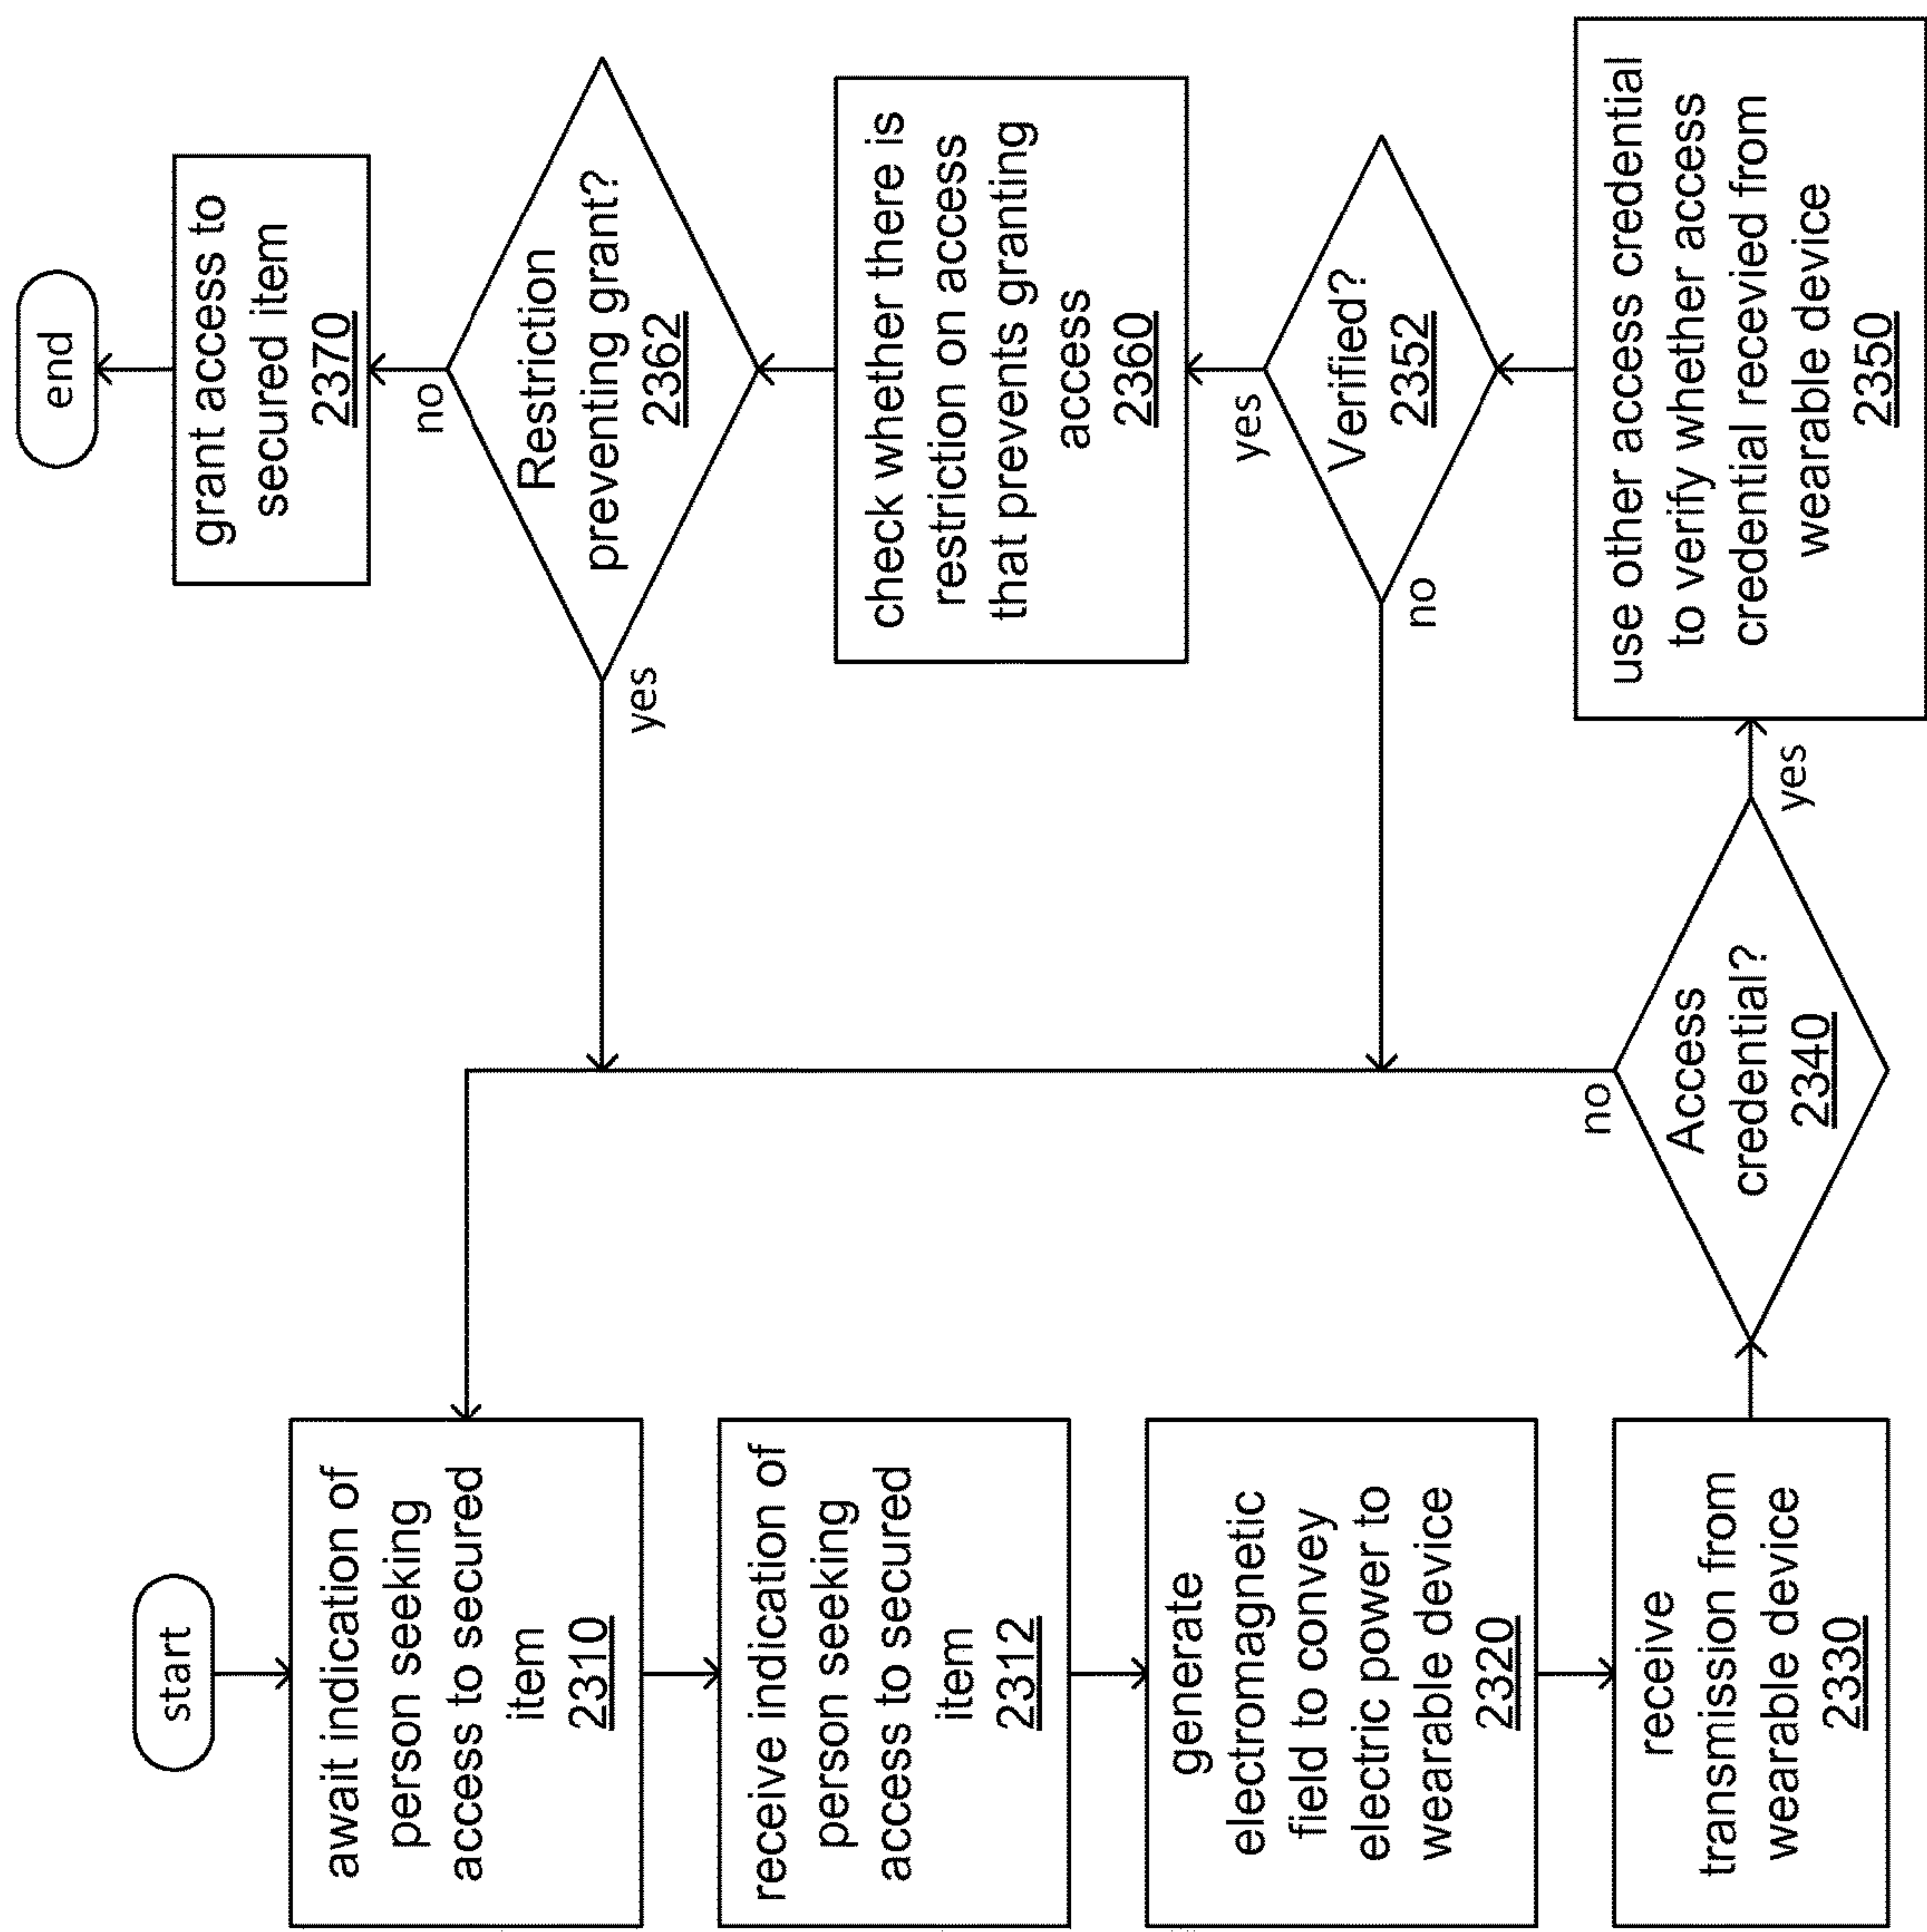 start
await indication of
person seeking
access to secured
item
2310
receive indication of
person seeking
access to secured
item
2312
generate
electromagnetic
field to convey
electric power to
wearable device
2320
receive
transmission from
wearable device
2330
Access
credential?
2340
no
yes
use other access credential
to verify whether access
credential recevied from
wearable device
2350
Verified?
2352
no
yes
check whether there is
restriction on access
that prevents granting
access
2360
Restriction
preventing grant?
2362
yes
no
grant access to
secured item
2370
end